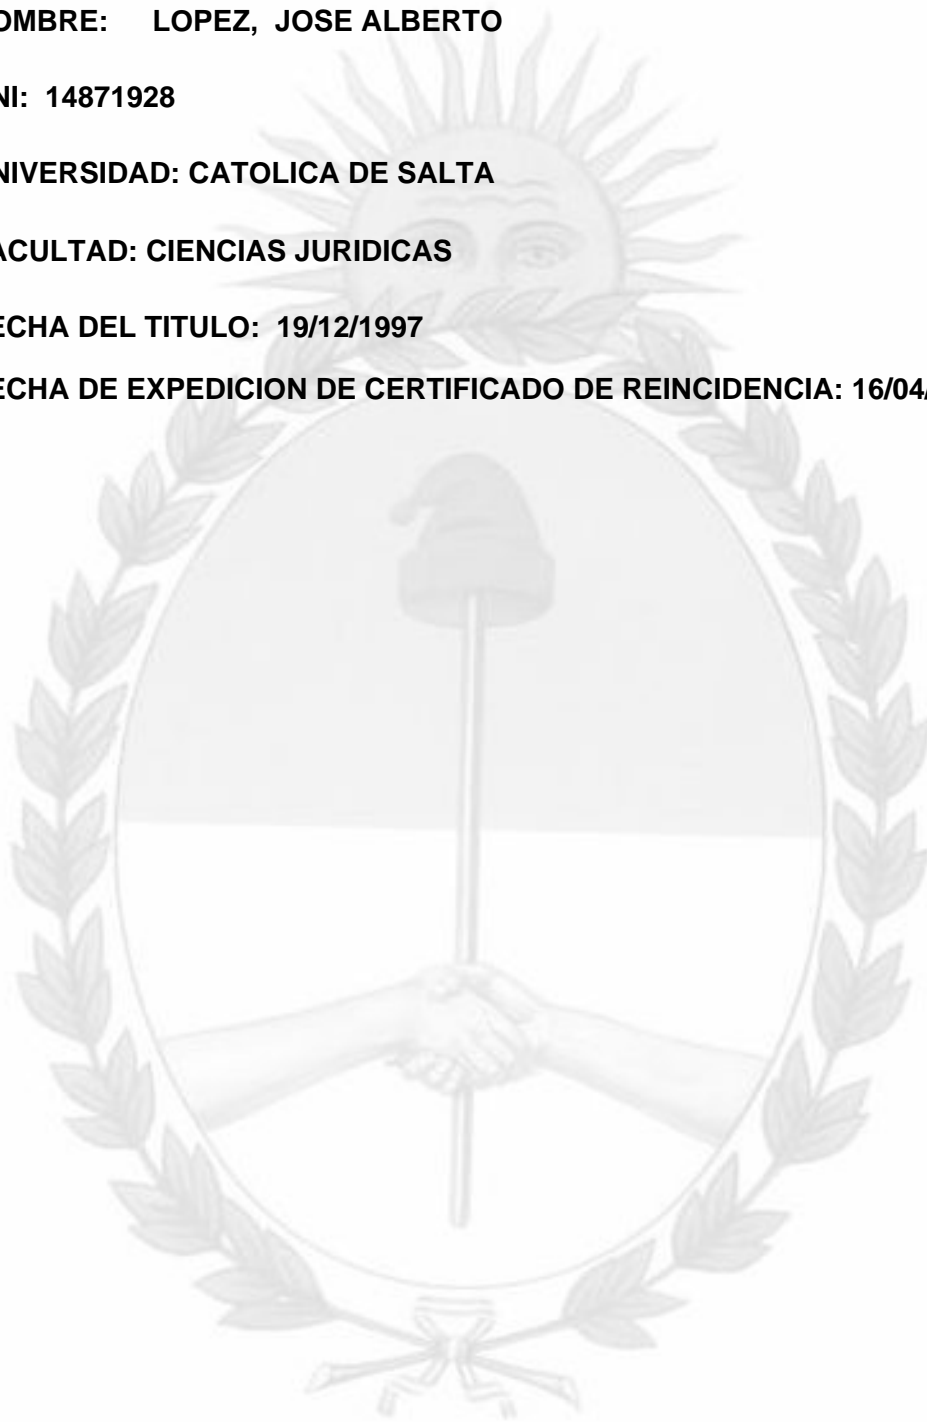 OMBRE: LOPEZ, JOSE ALBERTO
NI: 14871928
NIVERSIDAD: CATOLICA DE SALTA
ACULTAD: CIENCIAS JURIDICAS
ECHA DEL TITULO: 19/12/1997
ECHA DE EXPEDICION DE CERTIFICADO DE REINCIDENCIA: 16/04/